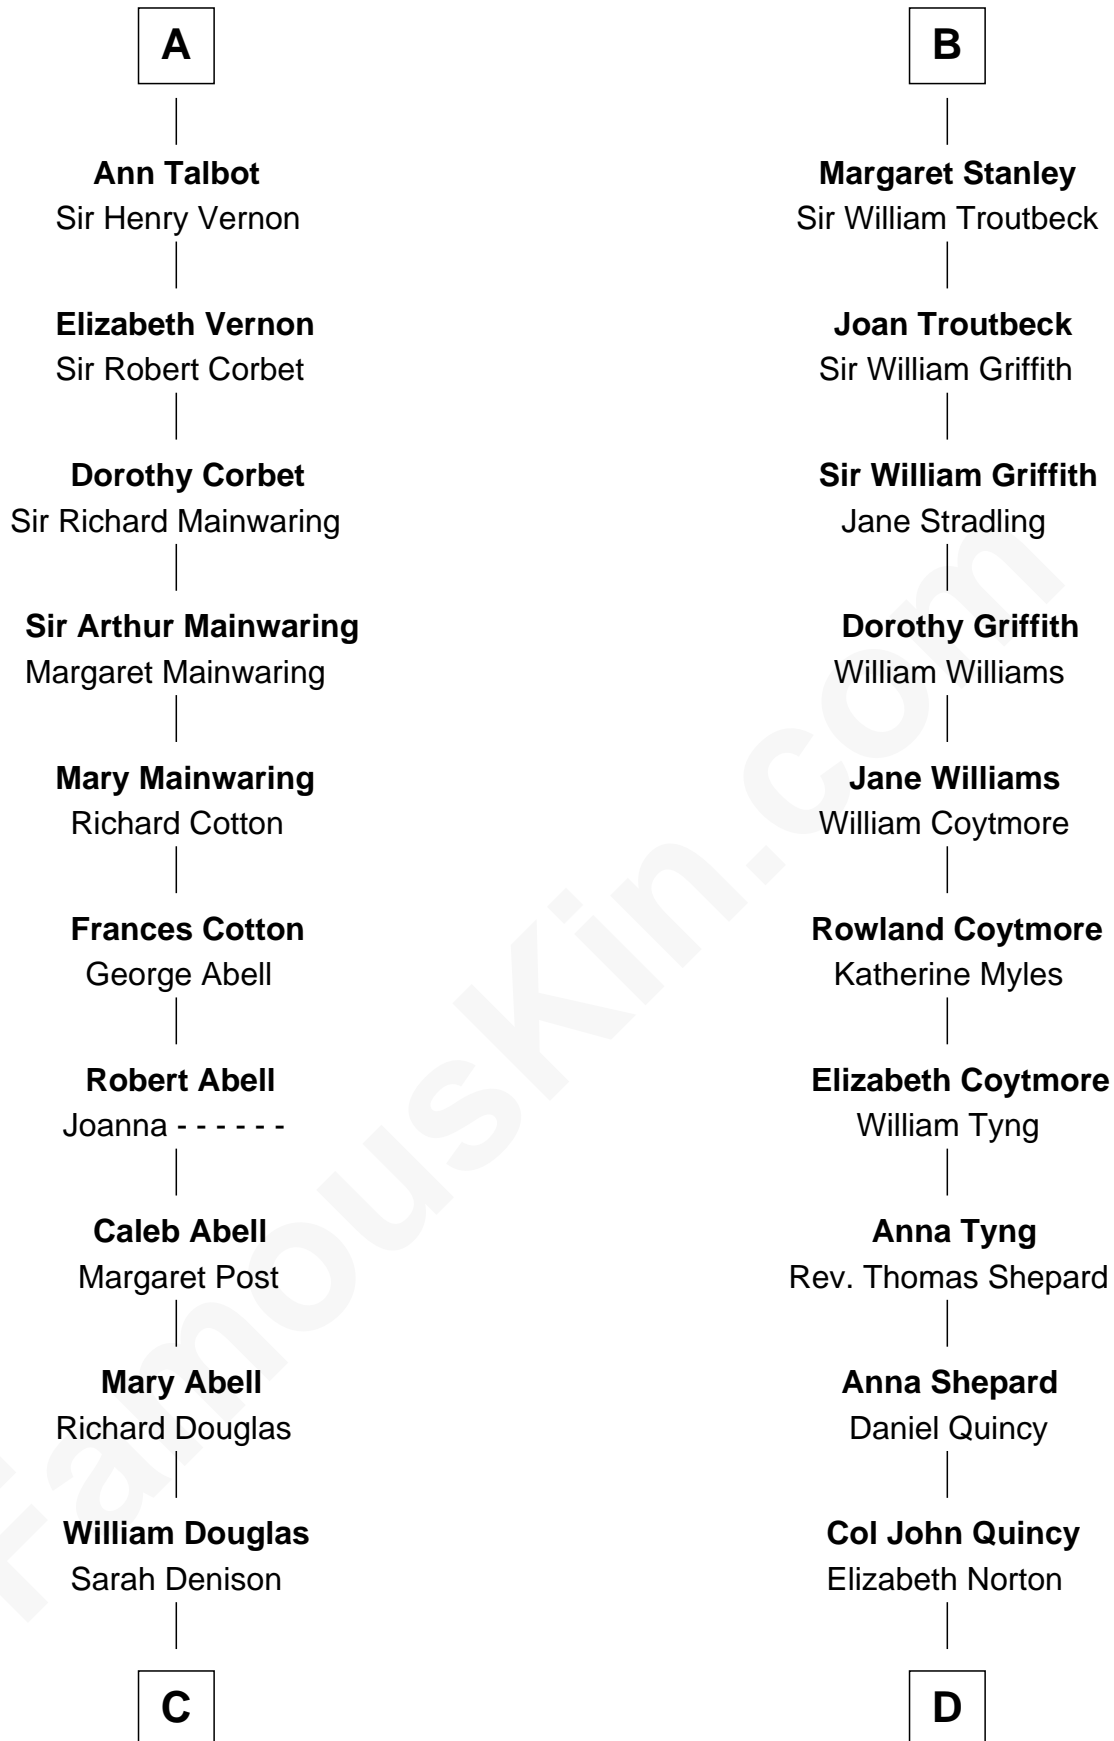 A
Ann Talbot
Sir Henry Vernon
Elizabeth Vernon
Sir Robert Corbet
Dorothy Corbet
Sir Richard Mainwaring
Sir Arthur Mainwaring
Margaret Mainwaring
Mary Mainwaring
Richard Cotton
Frances Cotton
George Abell
Robert Abell
Joanna - - - - - -
Caleb Abell
Margaret Post
Mary Abell
Richard Douglas
William Douglas
Sarah Denison
C
B
Margaret Stanley
Sir William Troutbeck
Joan Troutbeck
Sir William Griffith
Sir William Griffith
Jane Stradling
Dorothy Griffith
William Williams
Jane Williams
William Coytmore
Rowland Coytmore
Katherine Myles
Elizabeth Coytmore
William Tyng
Anna Tyng
Rev. Thomas Shepard
Anna Shepard
Daniel Quincy
Col John Quincy
Elizabeth Norton
D
FamousKin.com